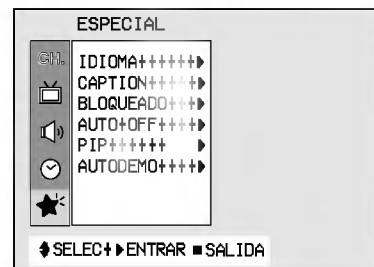 ESPECIAL
CH.
IDIOMA++++++▶
CAPTION+++++▶
BLOQUEADO+++▶
AUTO+OFF++++▶
PIP++++++ ▶
AUTODEMO++++▶
♦SELEC+ ▶ENTRAR ■SALIDA